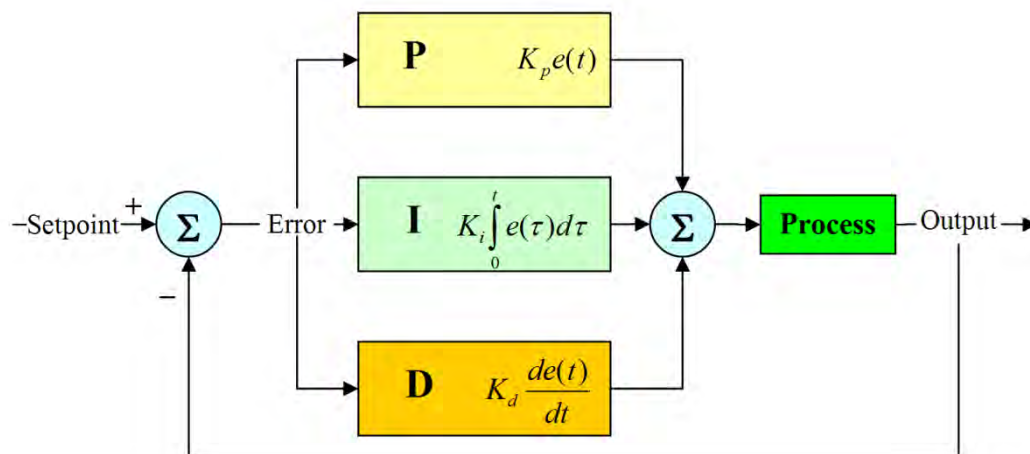 P K_p e(t)
–Setpoint + Σ Error I K_i ∫_0^t e(τ)dτ Σ Process Output
–
D K_d de(t)/dt